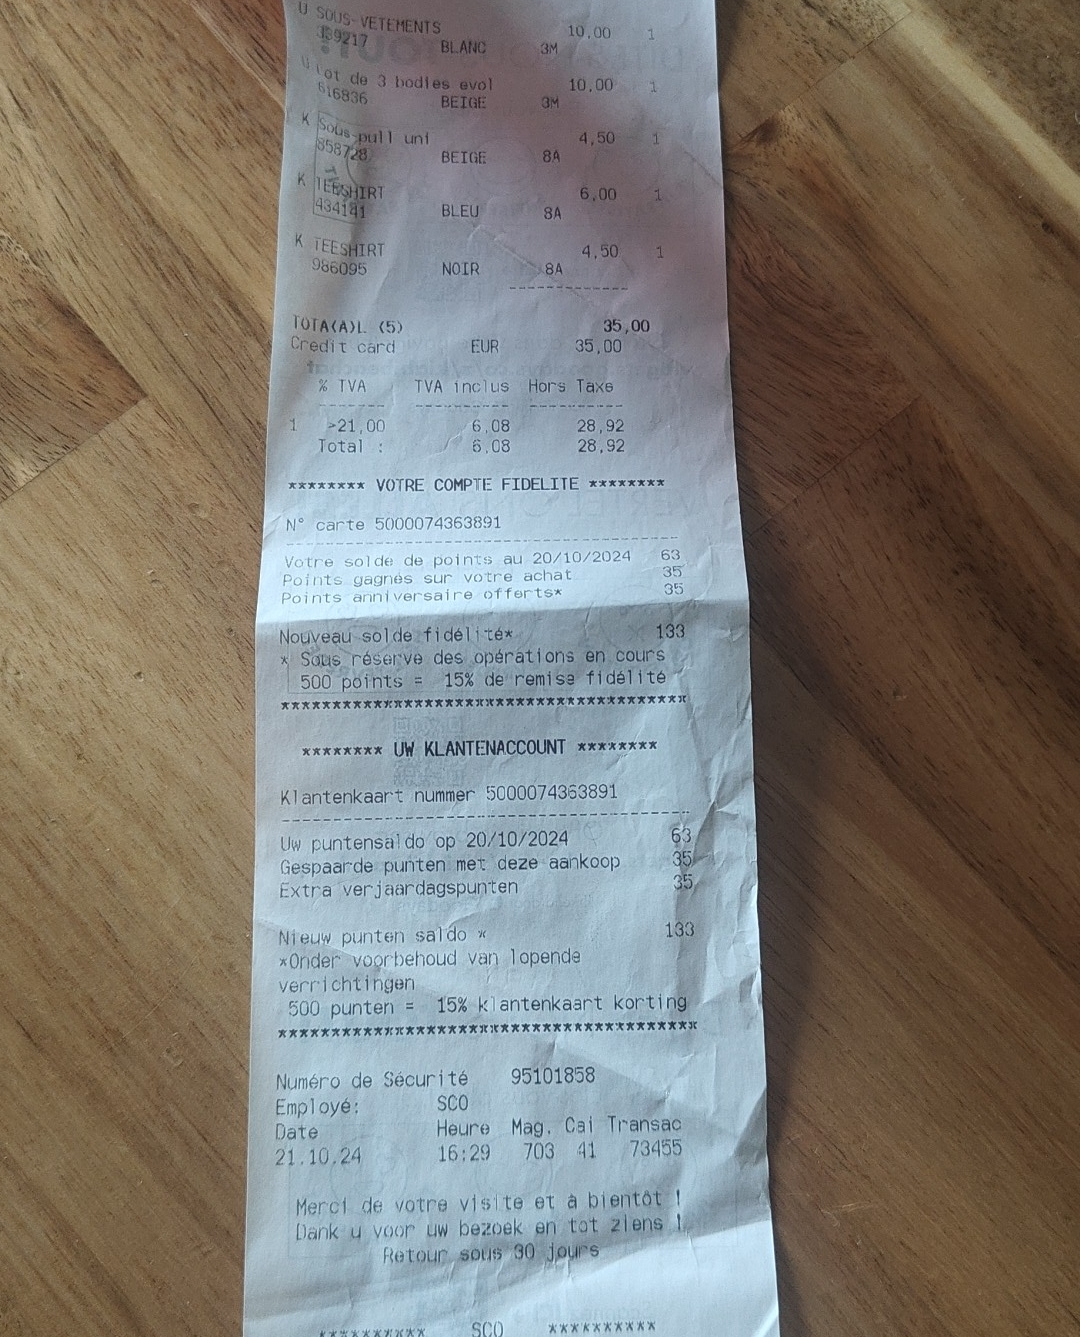 U SOUS-VETEMENTS 10,00 1
339217 BLANC 3M
U Lot de 3 bodies evol 10,00 1
616836 BEIGE 3M
K Sous-pull uni 4,50 1
858728 BEIGE 8A
K TEESHIRT 6,00 1
434141 BLEU 8A
K TEESHIRT 4,50 1
986095 NOIR 8A
--------------
TOTA(A)L (5) 35,00
Credit card EUR 35,00
% TVA TVA inclus Hors Taxe
------- ---------- ----------
1 >21,00 6,08 28,92
Total : 6,08 28,92
******** VOTRE COMPTE FIDELITE ********
N° carte 5000074363891
----------------------------------------
Votre solde de points au 20/10/2024 63
Points gagnés sur votre achat 35
Points anniversaire offerts* 35
Nouveau solde fidélité* 133
* Sous réserve des opérations en cours
500 points = 15% de remise fidélité
****************************************
******** UW KLANTENACCOUNT ********
Klantenkaart nummer 5000074363891
----------------------------------------
Uw puntensaldo op 20/10/2024 63
Gespaarde punten met deze aankoop 35
Extra verjaardagspunten 35
Nieuw punten saldo * 133
*Onder voorbehoud van lopende
verrichtingen
500 punten = 15% klantenkaart korting
****************************************
Numéro de Sécurité 95101858
Employé: SCO
Date Heure Mag. Cai Transac
21.10.24 16:29 703 41 73455
Merci de votre visite et à bientôt !
Dank u voor uw bezoek en tot ziens !
Retour sous 30 jours
********** SCO **********